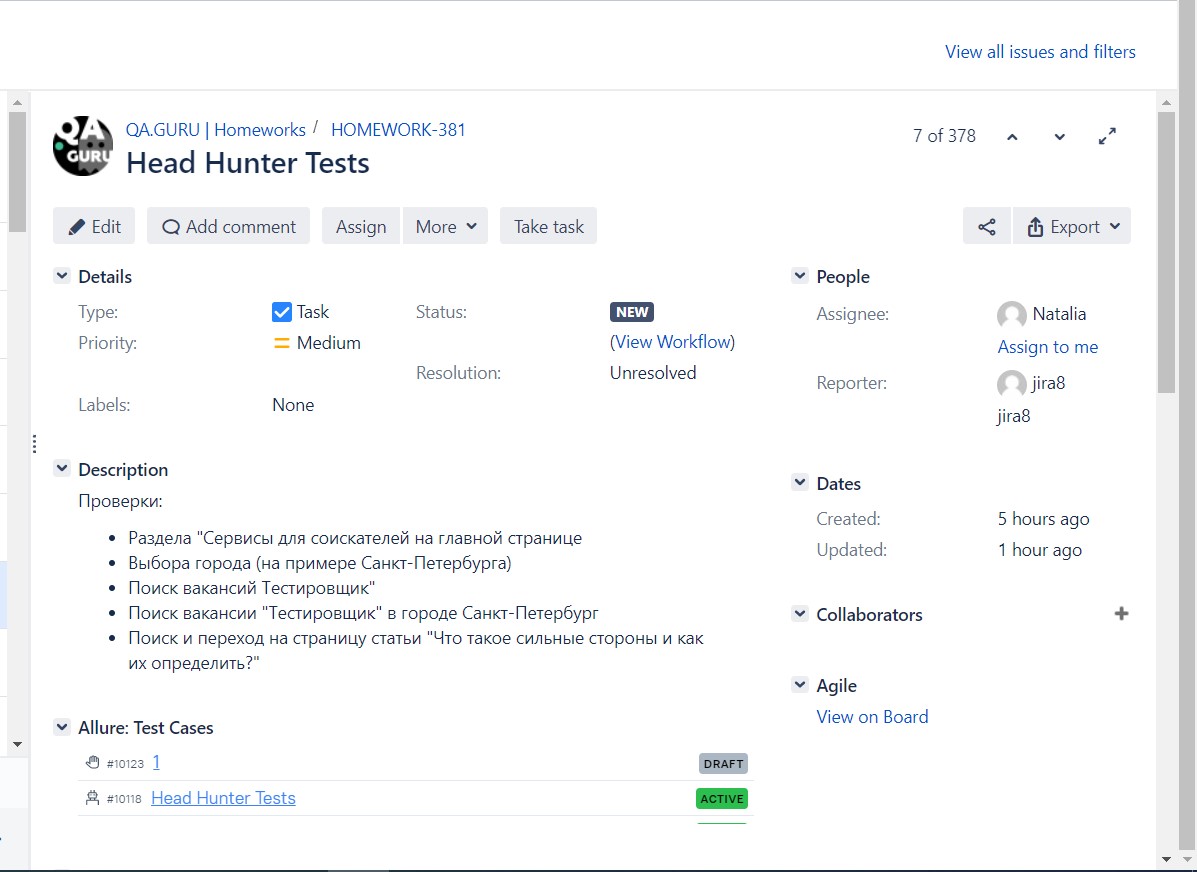 View all issues and filters
QA GURU
QA.GURU | Homeworks / HOMEWORK-381
7 of 378
Head Hunter Tests
Edit Add comment Assign More Take task Export
Details
Type: Task
Status: NEW
(View Workflow)
Priority: Medium
Resolution: Unresolved
Labels: None
Description
Проверки:
Раздела "Сервисы для соискателей на главной странице
Выбора города (на примере Санкт-Петербурга)
Поиск вакансий Тестировщик"
Поиск вакансии "Тестировщик" в городе Санкт-Петербург
Поиск и переход на страницу статьи "Что такое сильные стороны и как
их определить?"
Allure: Test Cases
#10123 1 DRAFT
#10118 Head Hunter Tests ACTIVE
People
Assignee: Natalia
Assign to me
Reporter: jira8
jira8
Dates
Created: 5 hours ago
Updated: 1 hour ago
Collaborators
Agile
View on Board